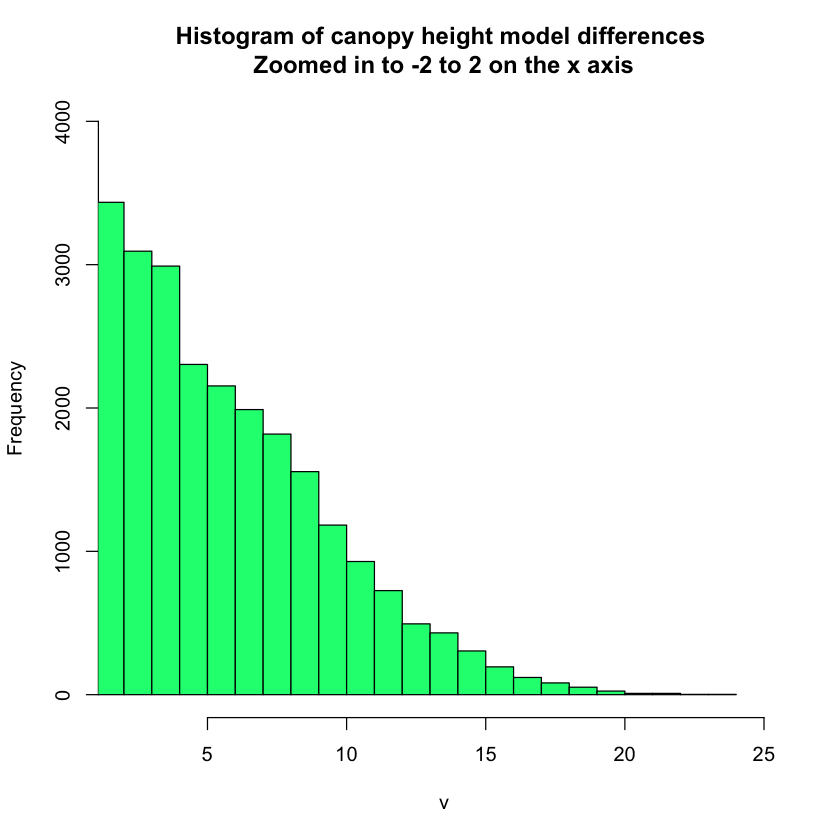 Histogram of canopy height model differences
Zoomed in to -2 to 2 on the x axis
4000
3000
2000
1000
0
Frequency
5 10 15 20 25
v